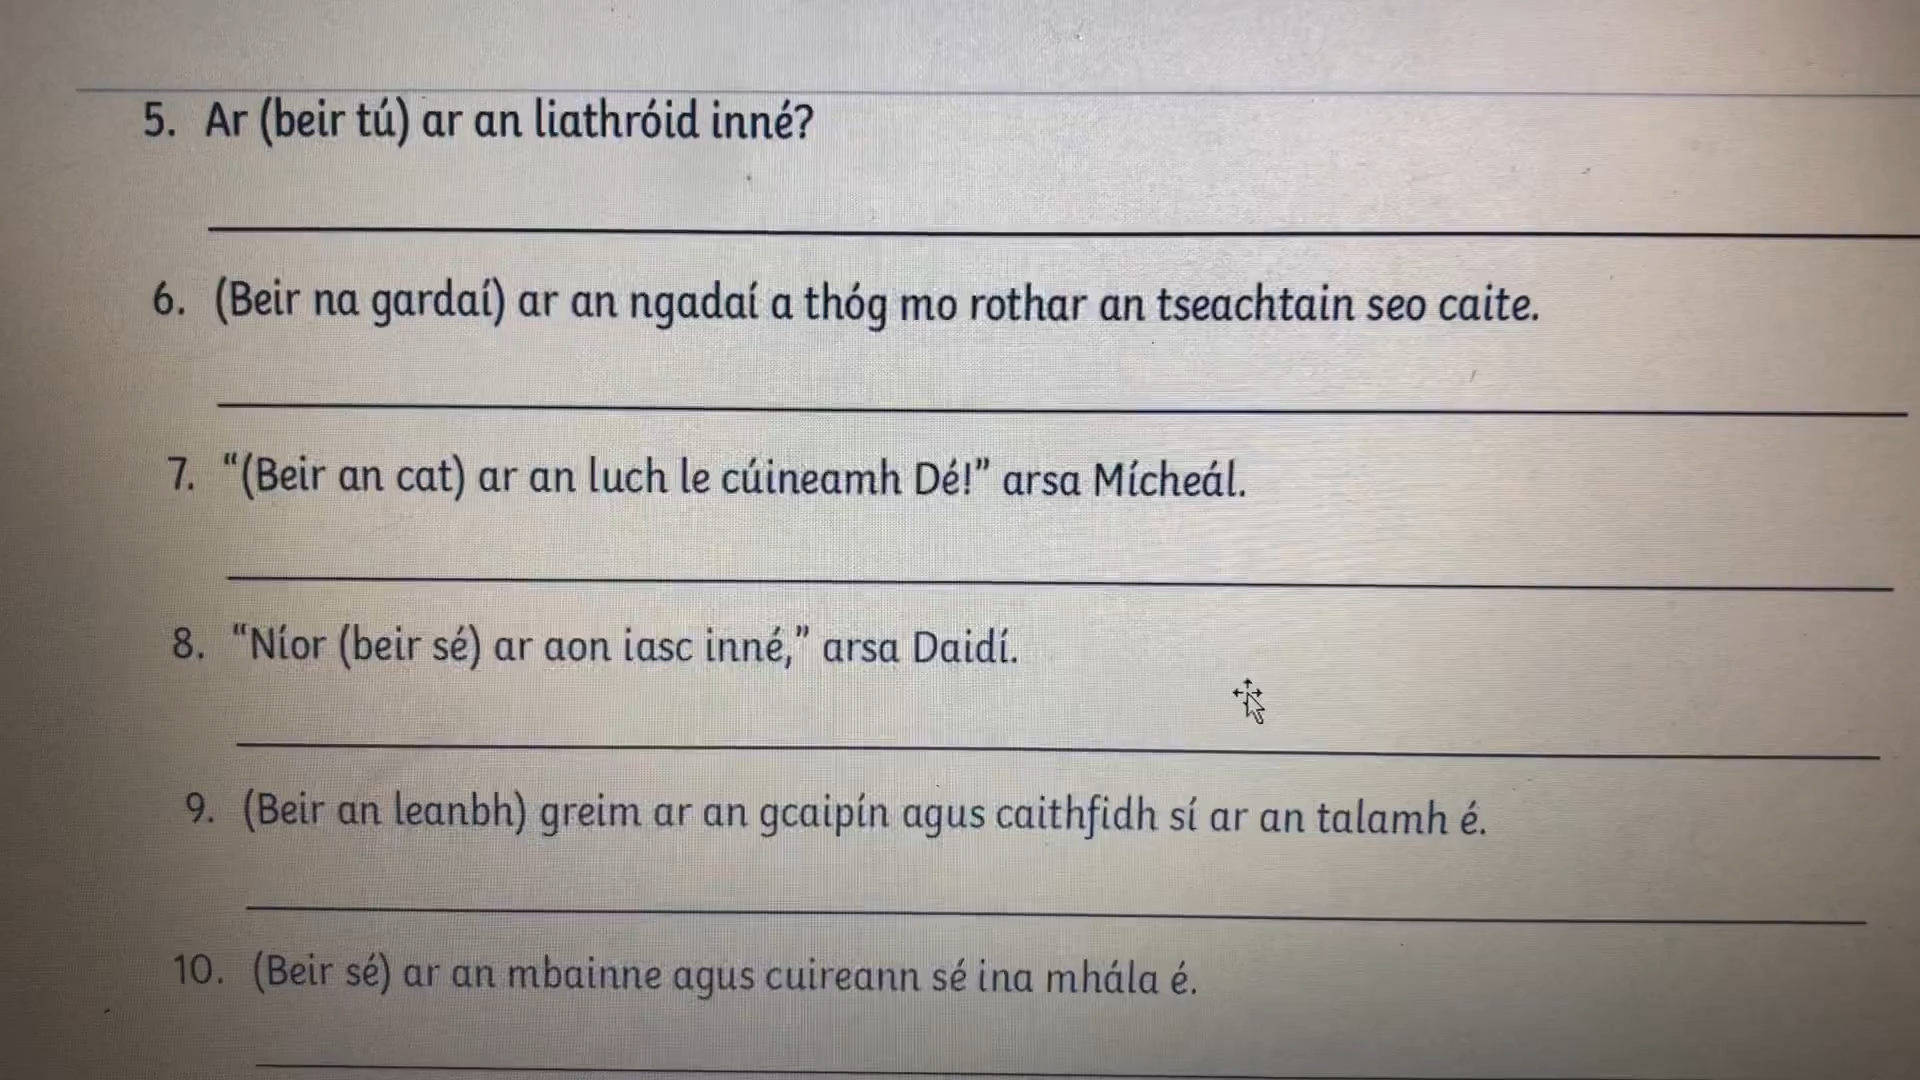 5. Ar (beir tú) ar an liathróid inné?
6. (Beir na gardaí) ar an ngadaí a thóg mo rothar an tseachtain seo caite.
7. “(Beir an cat) ar an luch le cúineamh Dé!” arsa Mícheál.
8. “Níor (beir sé) ar aon iasc inné,” arsa Daidí.
9. (Beir an leanbh) greim ar an gcaipín agus caithfidh sí ar an talamh é.
10. (Beir sé) ar an mbainne agus cuireann sé ina mhála é.